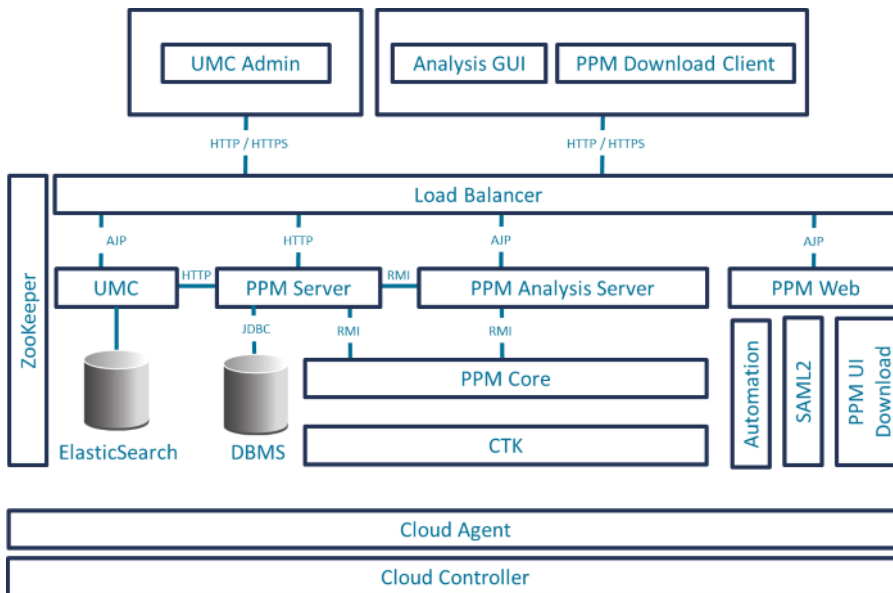 UMC Admin
Analysis GUI
PPM Download Client
HTTP / HTTPS
HTTP / HTTPS
Load Balancer
AJP
HTTP
AJP
AJP
ZooKeeper
UMC
HTTP
PPM Server
RMI
PPM Analysis Server
PPM Web
JDBC
RMI
RMI
PPM Core
Automation
SAML2
PPM UI
Download
ElasticSearch
DBMS
CTK
Cloud Agent
Cloud Controller